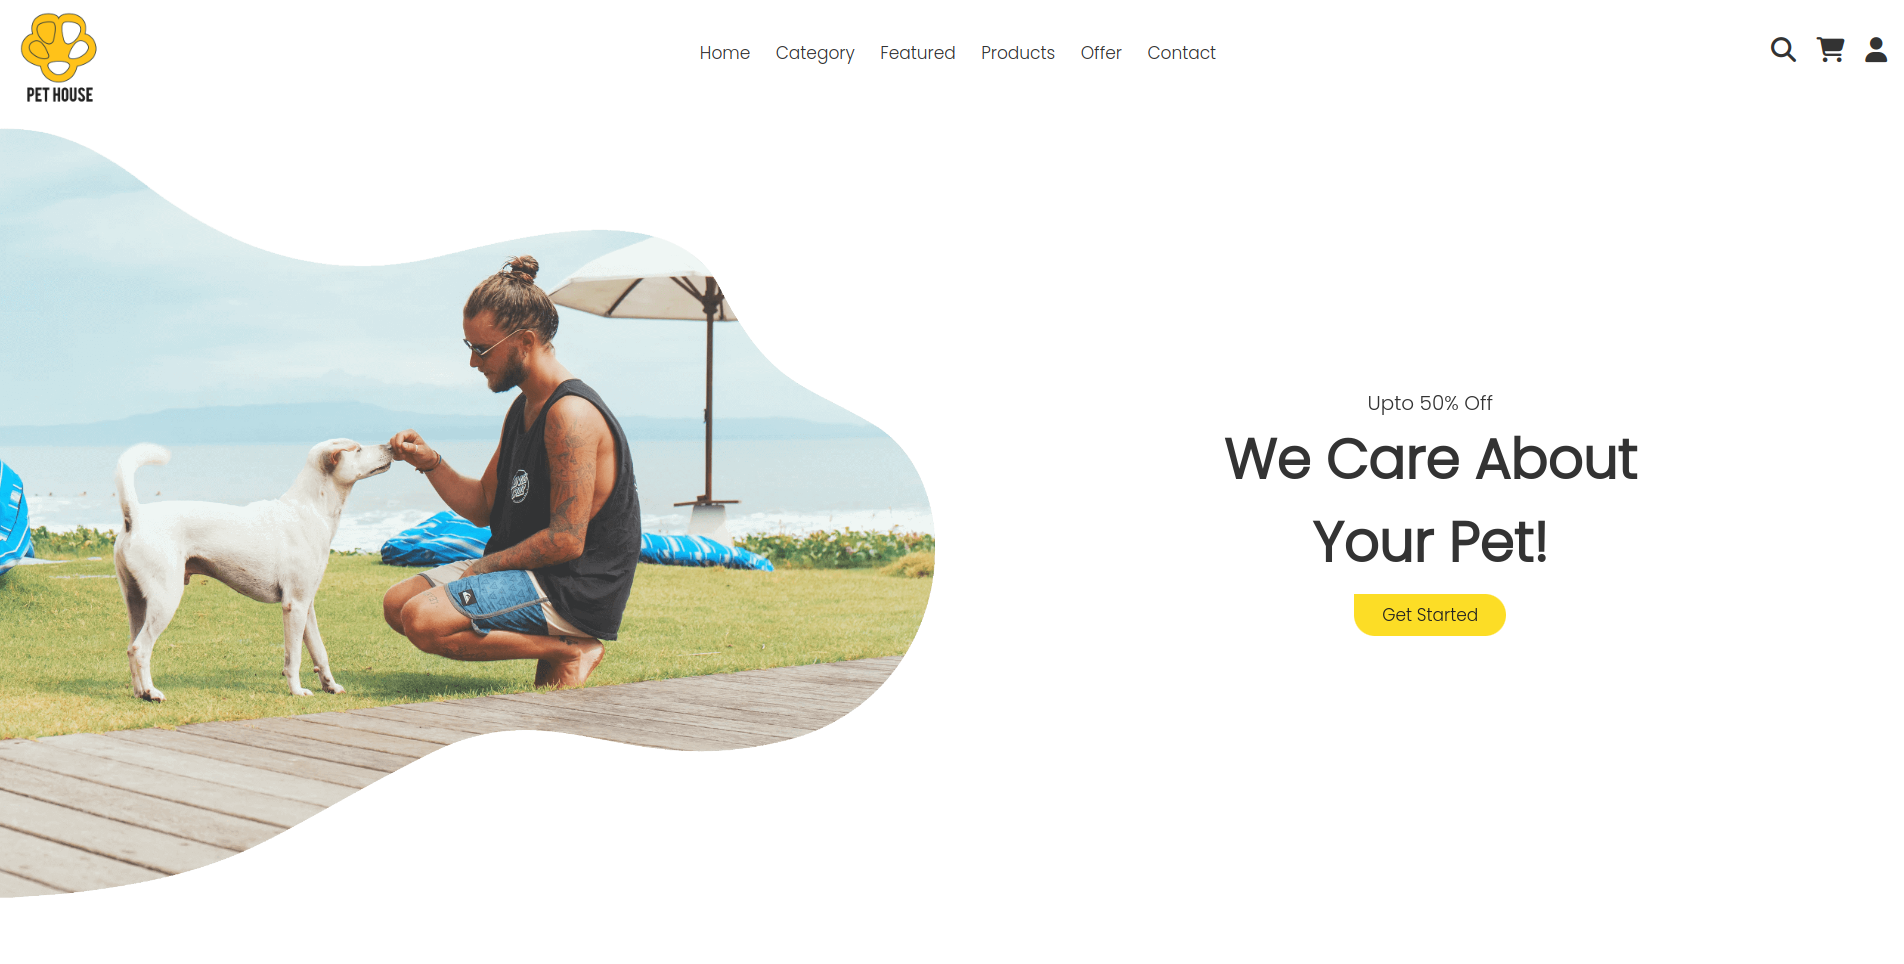 PET HOUSE
Home Category Featured Products Offer Contact
Upto 50% Off
We Care About
Your Pet!
Get Started